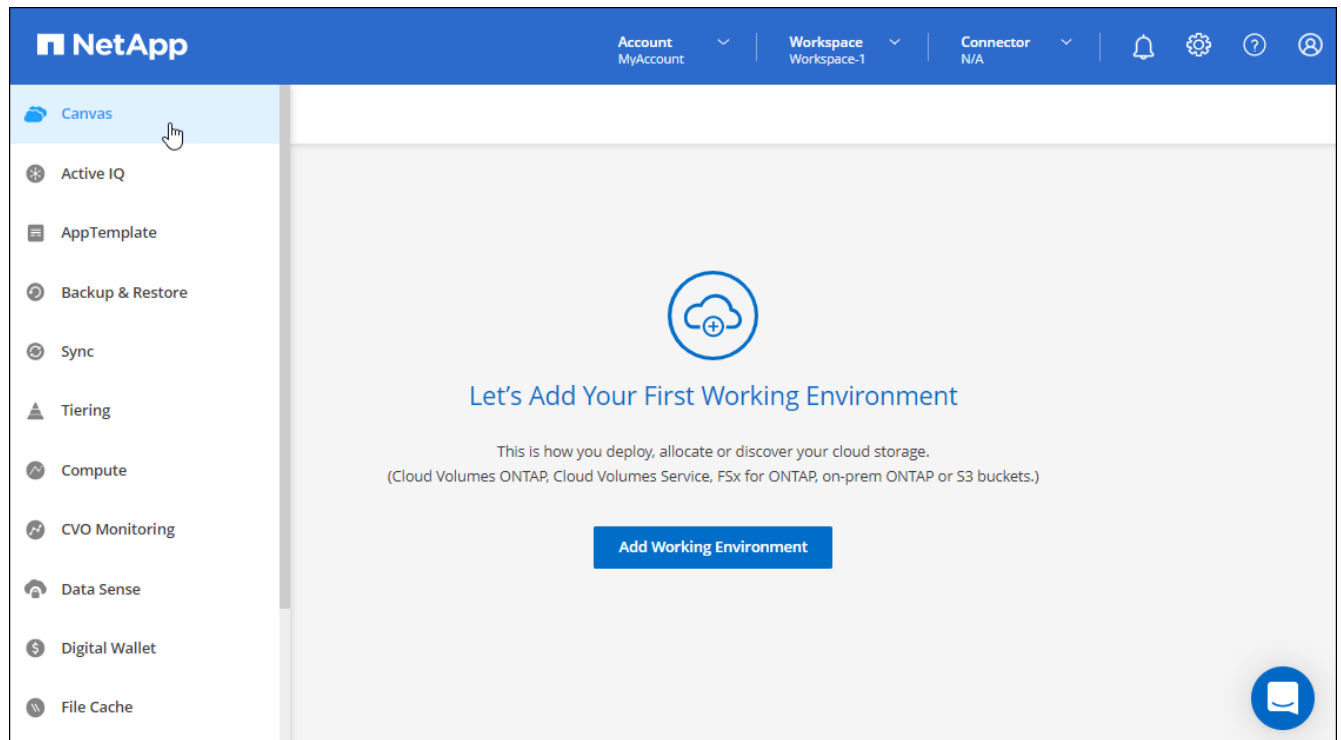 NetApp
Account
MyAccount
Workspace
Workspace-1
Connector
N/A
Canvas
Active IQ
AppTemplate
Backup & Restore
Sync
Tiering
Compute
CVO Monitoring
Data Sense
Digital Wallet
File Cache
Let's Add Your First Working Environment
This is how you deploy, allocate or discover your cloud storage.
(Cloud Volumes ONTAP, Cloud Volumes Service, FSx for ONTAP, on-prem ONTAP or S3 buckets.)
Add Working Environment